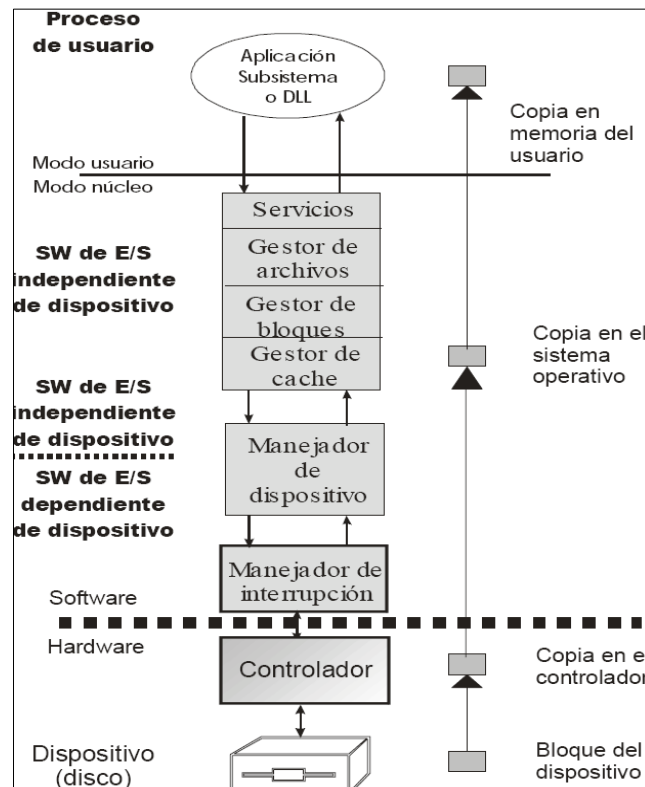 Proceso
de usuario
Aplicación
Subsistema
o DLL
Copia en
memoria del
usuario
Modo usuario
Modo núcleo
Servicios
Gestor de
archivos
Gestor de
bloques
Gestor de
cache
SW de E/S
independiente
de dispositivo
Copia en el
sistema
operativo
SW de E/S
independiente
de dispositivo
SW de E/S
dependiente
de dispositivo
Manejador
de
dispositivo
Manejador de
interrupción
Software
Hardware
Controlador
Copia en e
controlador
Dispositivo
(disco)
Bloque del
dispositivo